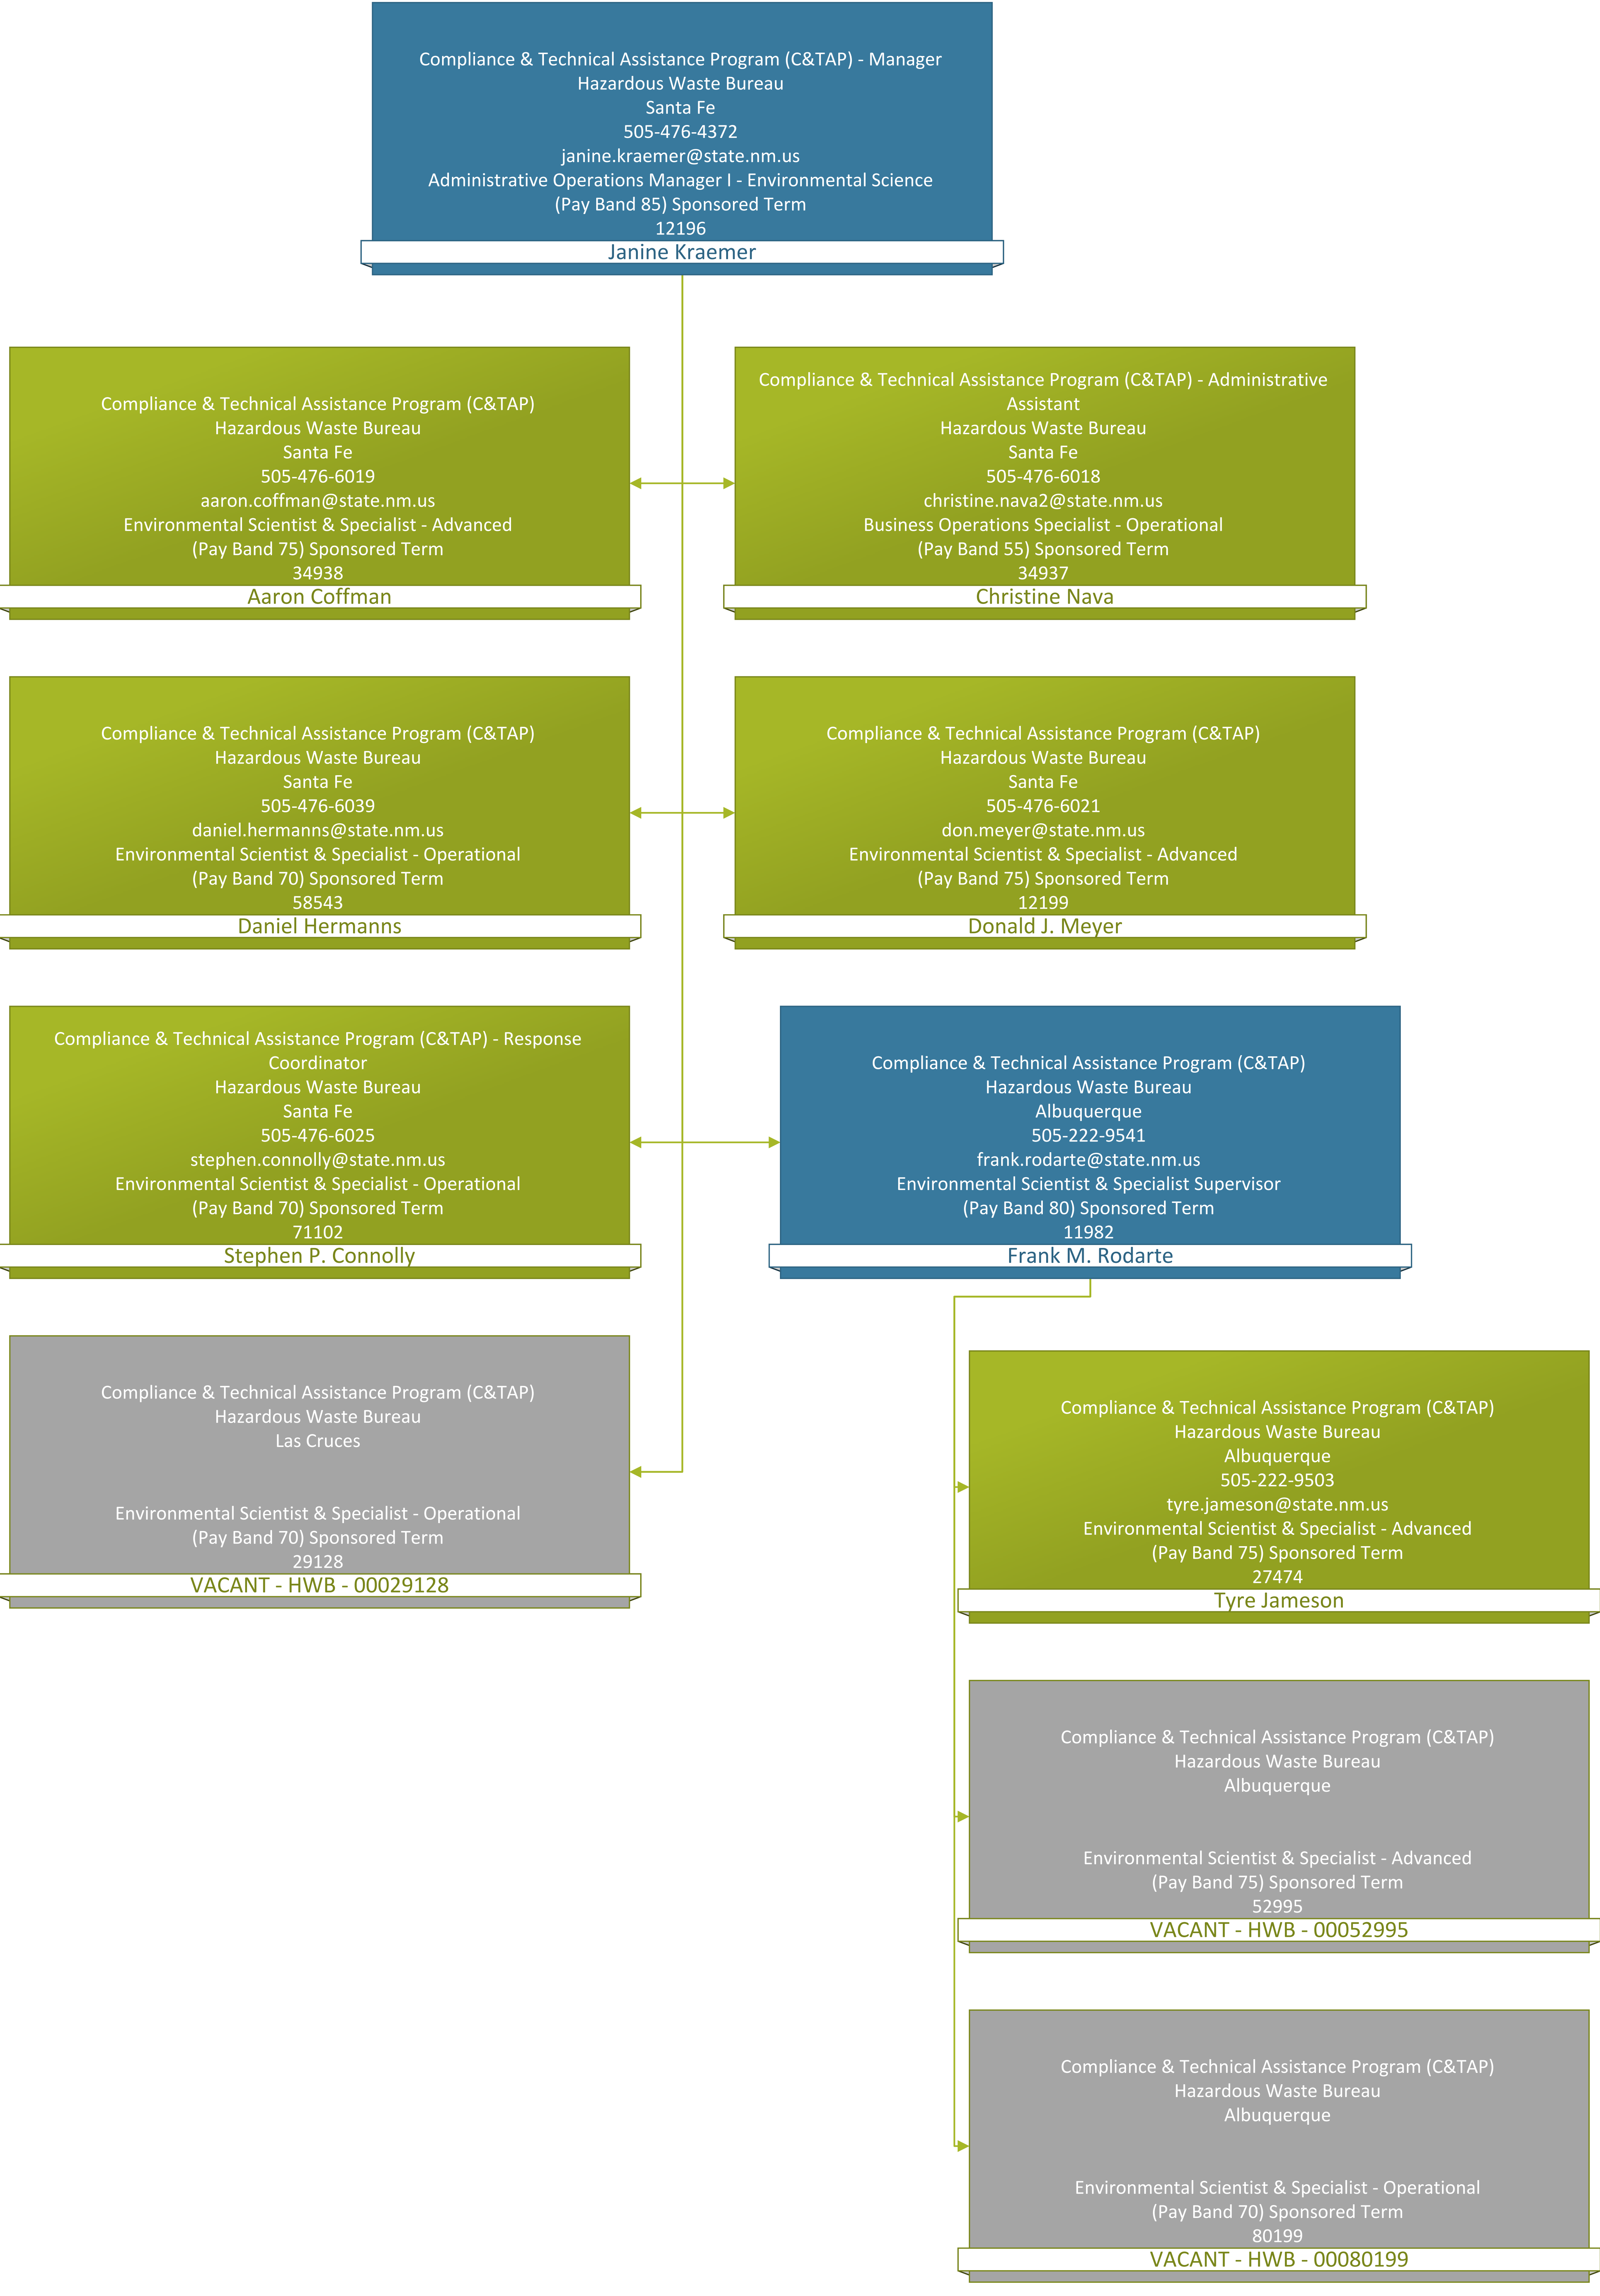 Compliance & Technical Assistance Program (C&TAP) - Manager
Hazardous Waste Bureau
Santa Fe
505-476-4372
janine.kraemer@state.nm.us
Administrative Operations Manager I - Environmental Science
(Pay Band 85) Sponsored Term
12196
Janine Kraemer
Compliance & Technical Assistance Program (C&TAP)
Hazardous Waste Bureau
Santa Fe
505-476-6019
aaron.coffman@state.nm.us
Environmental Scientist & Specialist - Advanced
(Pay Band 75) Sponsored Term
34938
Aaron Coffman
Compliance & Technical Assistance Program (C&TAP) - Administrative
Assistant
Hazardous Waste Bureau
Santa Fe
505-476-6018
christine.nava2@state.nm.us
Business Operations Specialist - Operational
(Pay Band 55) Sponsored Term
34937
Christine Nava
Compliance & Technical Assistance Program (C&TAP)
Hazardous Waste Bureau
Santa Fe
505-476-6039
daniel.hermanns@state.nm.us
Environmental Scientist & Specialist - Operational
(Pay Band 70) Sponsored Term
58543
Daniel Hermanns
Compliance & Technical Assistance Program (C&TAP)
Hazardous Waste Bureau
Santa Fe
505-476-6021
don.meyer@state.nm.us
Environmental Scientist & Specialist - Advanced
(Pay Band 75) Sponsored Term
12199
Donald J. Meyer
Compliance & Technical Assistance Program (C&TAP) - Response
Coordinator
Hazardous Waste Bureau
Santa Fe
505-476-6025
stephen.connolly@state.nm.us
Environmental Scientist & Specialist - Operational
(Pay Band 70) Sponsored Term
71102
Stephen P. Connolly
Compliance & Technical Assistance Program (C&TAP)
Hazardous Waste Bureau
Albuquerque
505-222-9541
frank.rodarte@state.nm.us
Environmental Scientist & Specialist Supervisor
(Pay Band 80) Sponsored Term
11982
Frank M. Rodarte
Compliance & Technical Assistance Program (C&TAP)
Hazardous Waste Bureau
Las Cruces
Environmental Scientist & Specialist - Operational
(Pay Band 70) Sponsored Term
29128
VACANT - HWB - 00029128
Compliance & Technical Assistance Program (C&TAP)
Hazardous Waste Bureau
Albuquerque
505-222-9503
tyre.jameson@state.nm.us
Environmental Scientist & Specialist - Advanced
(Pay Band 75) Sponsored Term
27474
Tyre Jameson
Compliance & Technical Assistance Program (C&TAP)
Hazardous Waste Bureau
Albuquerque
Environmental Scientist & Specialist - Advanced
(Pay Band 75) Sponsored Term
52995
VACANT - HWB - 00052995
Compliance & Technical Assistance Program (C&TAP)
Hazardous Waste Bureau
Albuquerque
Environmental Scientist & Specialist - Operational
(Pay Band 70) Sponsored Term
80199
VACANT - HWB - 00080199